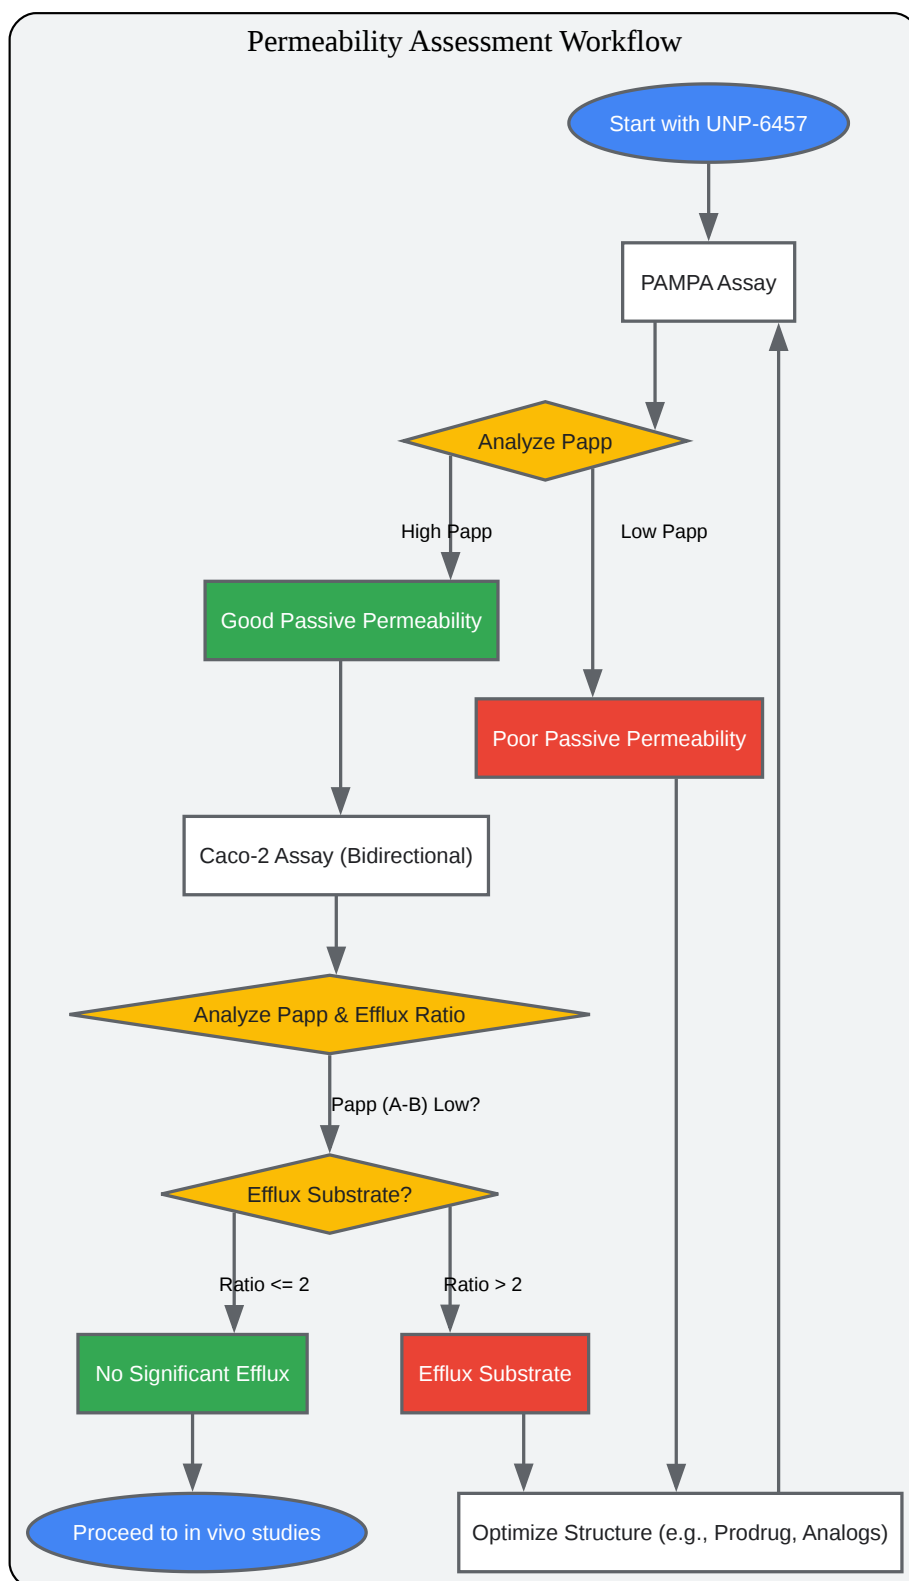 Permeability Assessment Workflow
Start with UNP-6457
PAMPA Assay
Analyze Papp
High Papp
Low Papp
Good Passive Permeability
Poor Passive Permeability
Caco-2 Assay (Bidirectional)
Analyze Papp & Efflux Ratio
Papp (A-B) Low?
Efflux Substrate?
Ratio <= 2
Ratio > 2
No Significant Efflux
Efflux Substrate
Proceed to in vivo studies
Optimize Structure (e.g., Prodrug, Analogs)